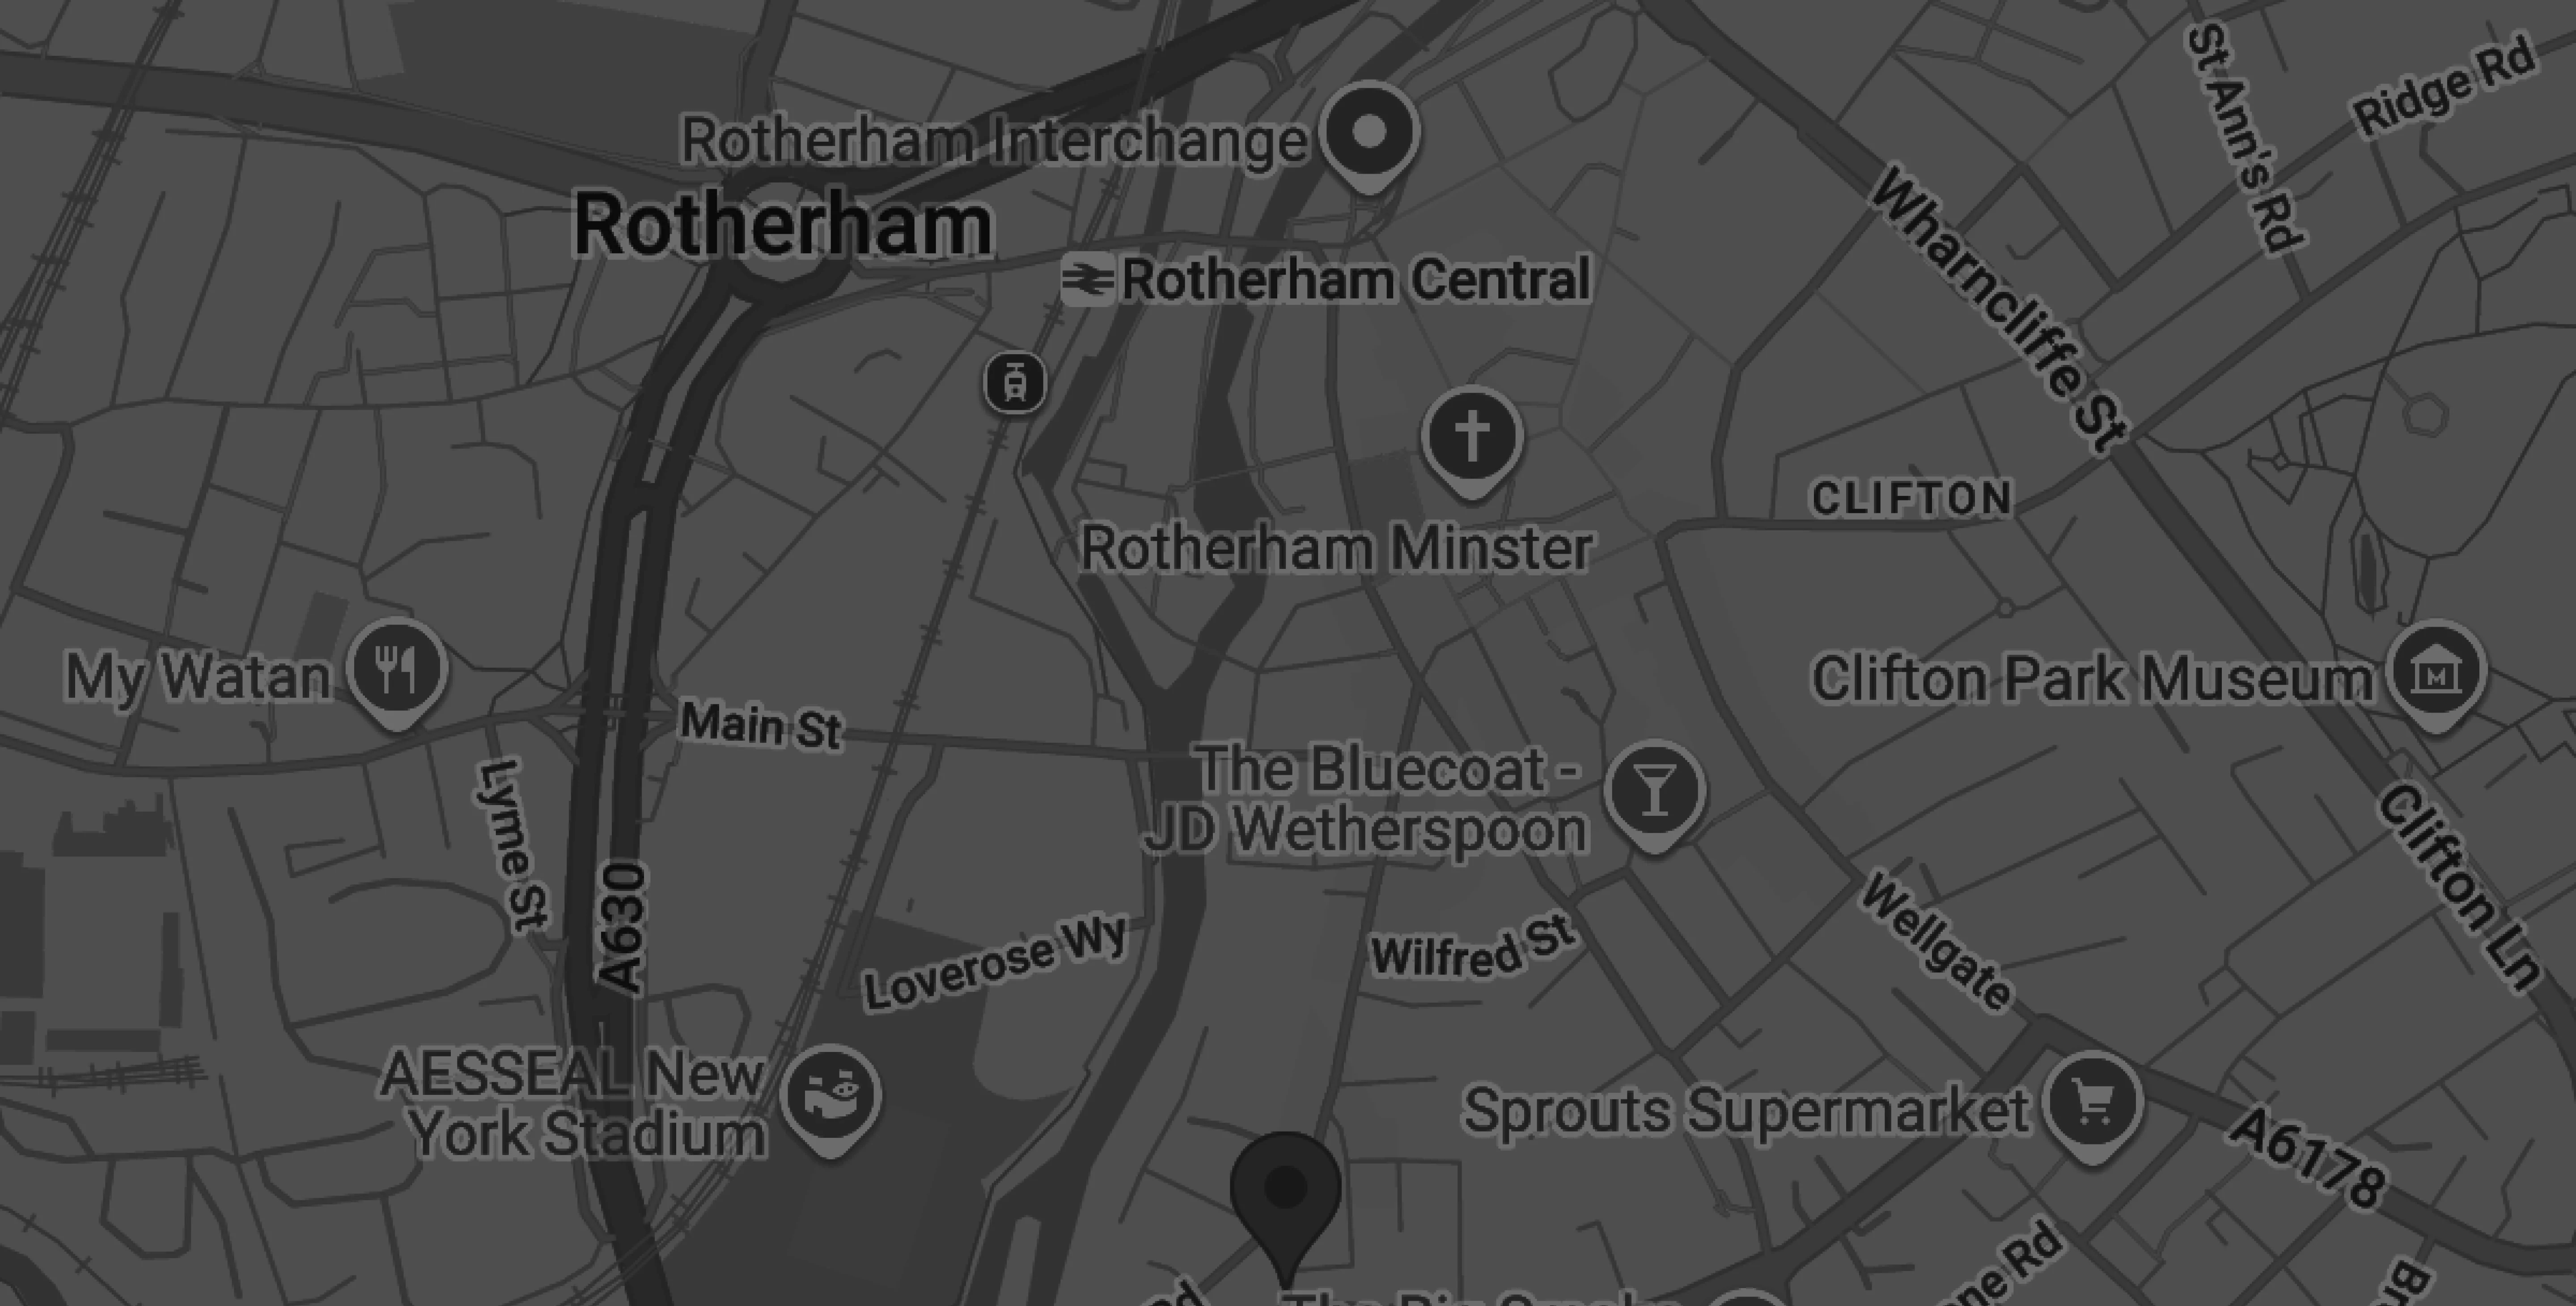 St Ann's Rd
Ridge Rd
Rotherham Interchange
Rotherham
Rotherham Central
Wharncliffe St
CLIFTON
Rotherham Minster
My Watan
Clifton Park Museum
Main St
The Bluecoat -
JD Wetherspoon
Lyme St
A630
Clifton Ln
Wellgate
Loverose Wy
Wilfred St
AESSEAL New
York Stadium
Sprouts Supermarket
A6178
Rd